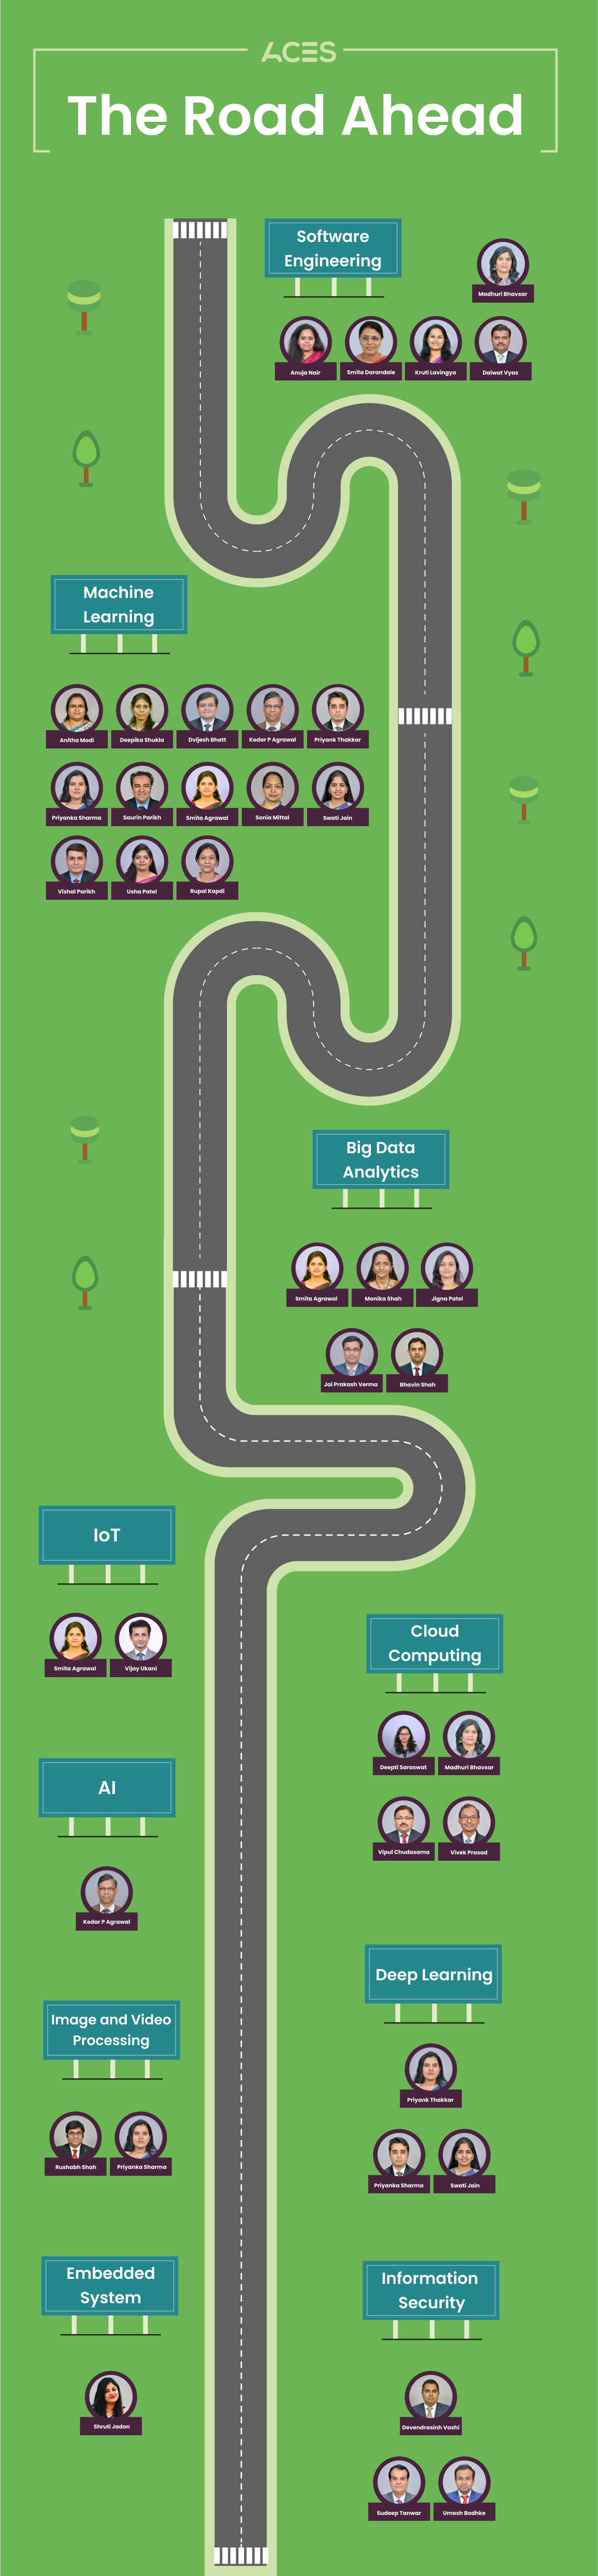 ACES
The Road Ahead
Software
Engineering
Madhuri Bhavsar
Anuja Nair
Smita Darandale
Kruti Lavingya
Daiwat Vyas
Machine
Learning
Anitha Modi
Deepika Shukla
Dvijesh Bhatt
Kedar P Agrawal
Priyank Thakkar
Priyanka Sharma
Saurin Parikh
Smita Agrawal
Sonia Mittal
Swati Jain
Vishal Parikh
Usha Patel
Rupal Kapdi
Big Data
Analytics
Smita Agrawal
Monika Shah
Jigna Patel
Jai Prakash Verma
Bhavin Shah
IoT
Smita Agrawal
Vijay Ukani
Cloud
Computing
Deepti Saraswat
Madhuri Bhavsar
Vipul Chudasama
Vivek Prasad
AI
Kedar P Agrawal
Deep Learning
Priyank Thakkar
Priyanka Sharma
Swati Jain
Image and Video
Processing
Rushabh Shah
Priyanka Sharma
Embedded
System
Shruti Jadon
Information
Security
Devendrasinh Vashi
Sudeep Tanwar
Umesh Bodhke